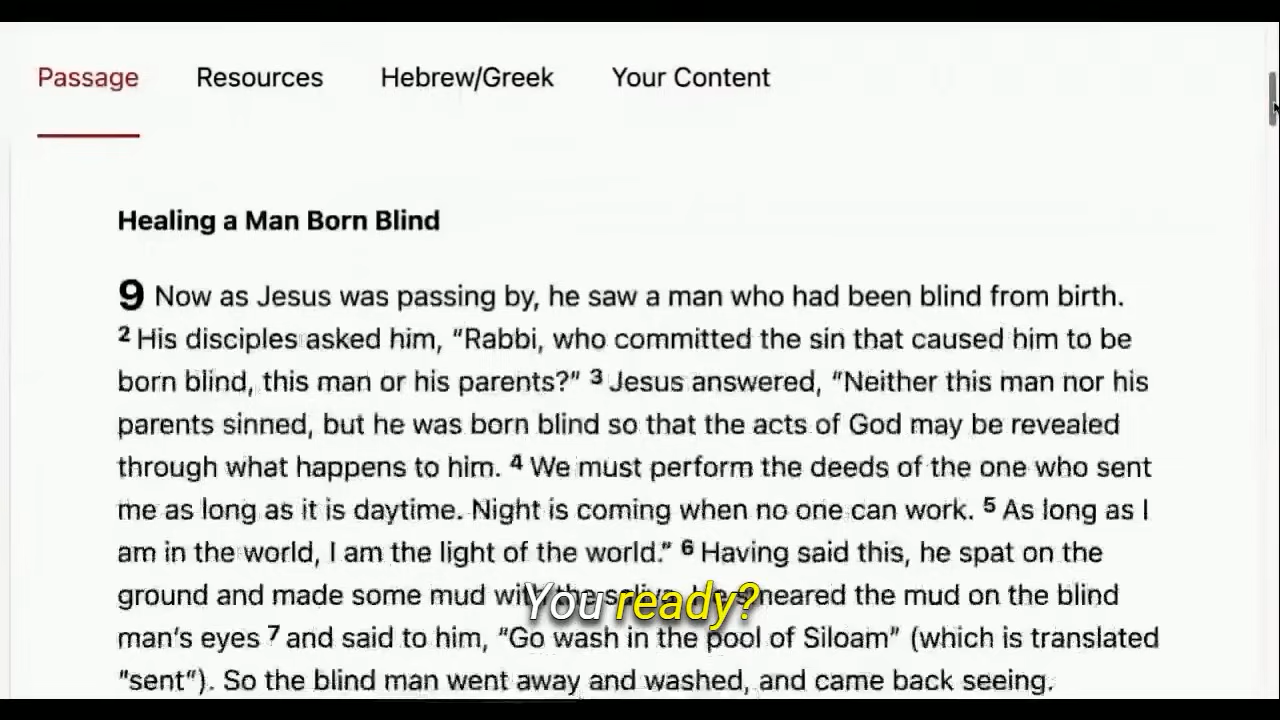 Passage Resources Hebrew/Greek Your Content
Healing a Man Born Blind
9 Now as Jesus was passing by, he saw a man who had been blind from birth.
2 His disciples asked him, “Rabbi, who committed the sin that caused him to be
born blind, this man or his parents?” 3 Jesus answered, “Neither this man nor his
parents sinned, but he was born blind so that the acts of God may be revealed
through what happens to him. 4 We must perform the deeds of the one who sent
me as long as it is daytime. Night is coming when no one can work. 5 As long as I
am in the world, I am the light of the world.” 6 Having said this, he spat on the
ground and made some mud with the saliva. He smeared the mud on the blind
You ready?
man’s eyes 7 and said to him, “Go wash in the pool of Siloam” (which is translated
“sent”). So the blind man went away and washed, and came back seeing.